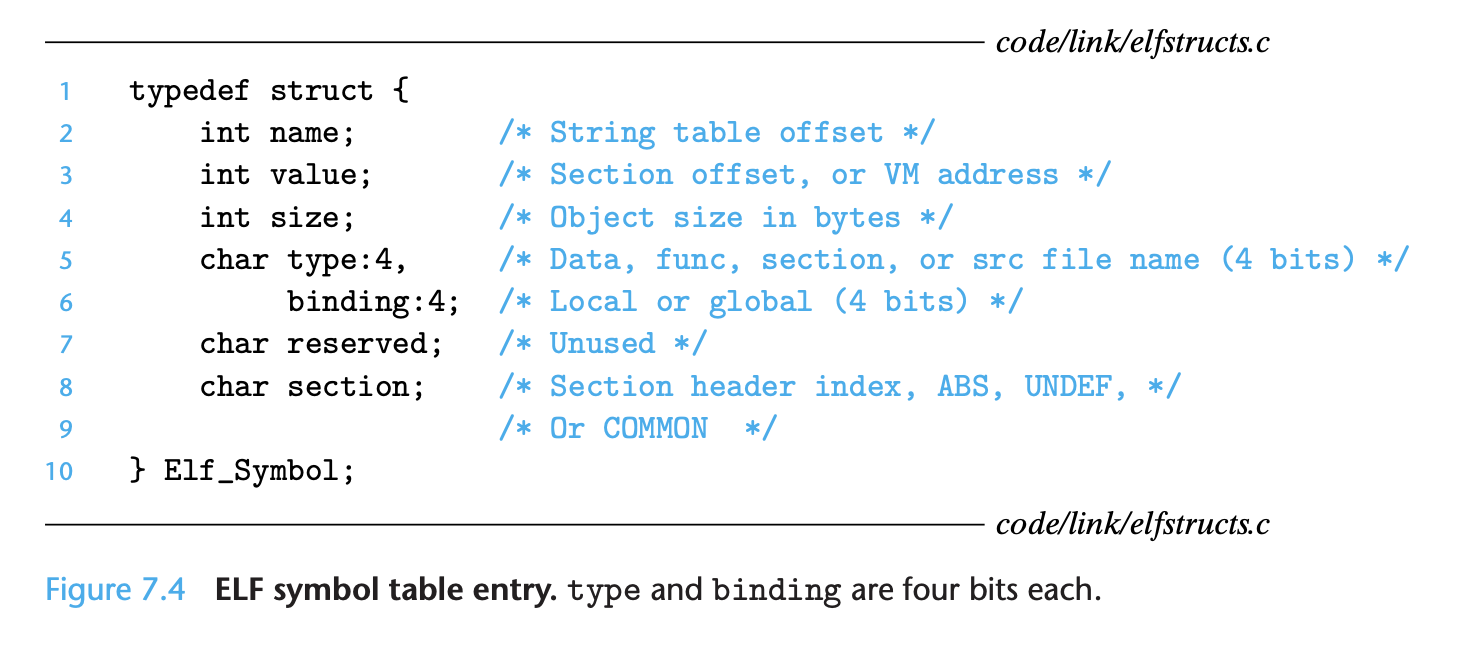 code/link/elfstructs.c
1 typedef struct {
2 int name; /* String table offset */
3 int value; /* Section offset, or VM address */
4 int size; /* Object size in bytes */
5 char type:4, /* Data, func, section, or src file name (4 bits) */
6 binding:4; /* Local or global (4 bits) */
7 char reserved; /* Unused */
8 char section; /* Section header index, ABS, UNDEF, */
9 /* Or COMMON */
10 } Elf_Symbol;
code/link/elfstructs.c
Figure 7.4 ELF symbol table entry. type and binding are four bits each.